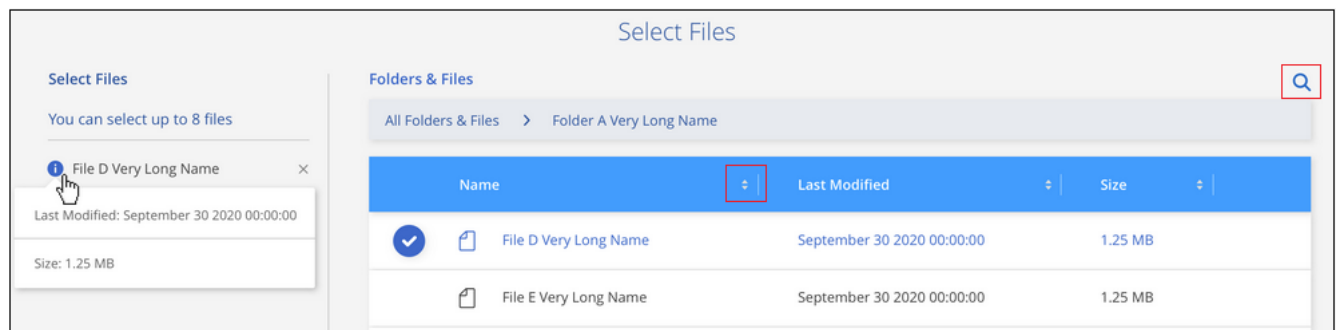 Select Files
Select Files
You can select up to 8 files
File D Very Long Name
Last Modified: September 30 2020 00:00:00
Size: 1.25 MB
Folders & Files
All Folders & Files > Folder A Very Long Name
Name Last Modified Size
File D Very Long Name September 30 2020 00:00:00 1.25 MB
File E Very Long Name September 30 2020 00:00:00 1.25 MB